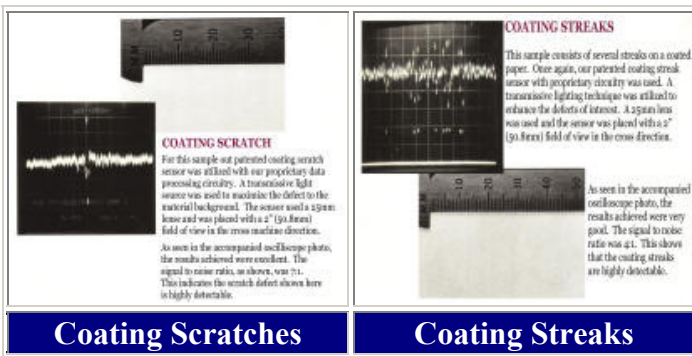 COATING SCRATCH
For this sample out patented coating scratch
sensor was utilized with our proprietary data
processing circuitry. A transmissive light
source was used to maximize the defect to the
material background. The sensor used a 25mm
lense and was placed with a 2" (50.8mm)
field of view in the cross machine direction.
As seen in the accompanied oscilliscope photo,
the results achieved were excellent. The
signal to noise ratio, as shown, was 7:1.
This indicates the scratch defect shown here
is highly detectable.
Coating Scratches
COATING STREAKS
This sample consists of several streaks on a coated
paper. Once again, our patented coating streak
sensor with proprietary circuitry was used. A
transmissive lighting technique was utilized to
enhance the defects of interest. A 25mm lens
was used and the sensor was placed with a 2"
(50.8mm) field of view in the cross direction.
As seen in the accompanied
oscilloscope photo, the
results achieved were very
good. The signal to noise
ratio was 4:1. This shows
that the coating streaks
are highly detectable.
Coating Streaks